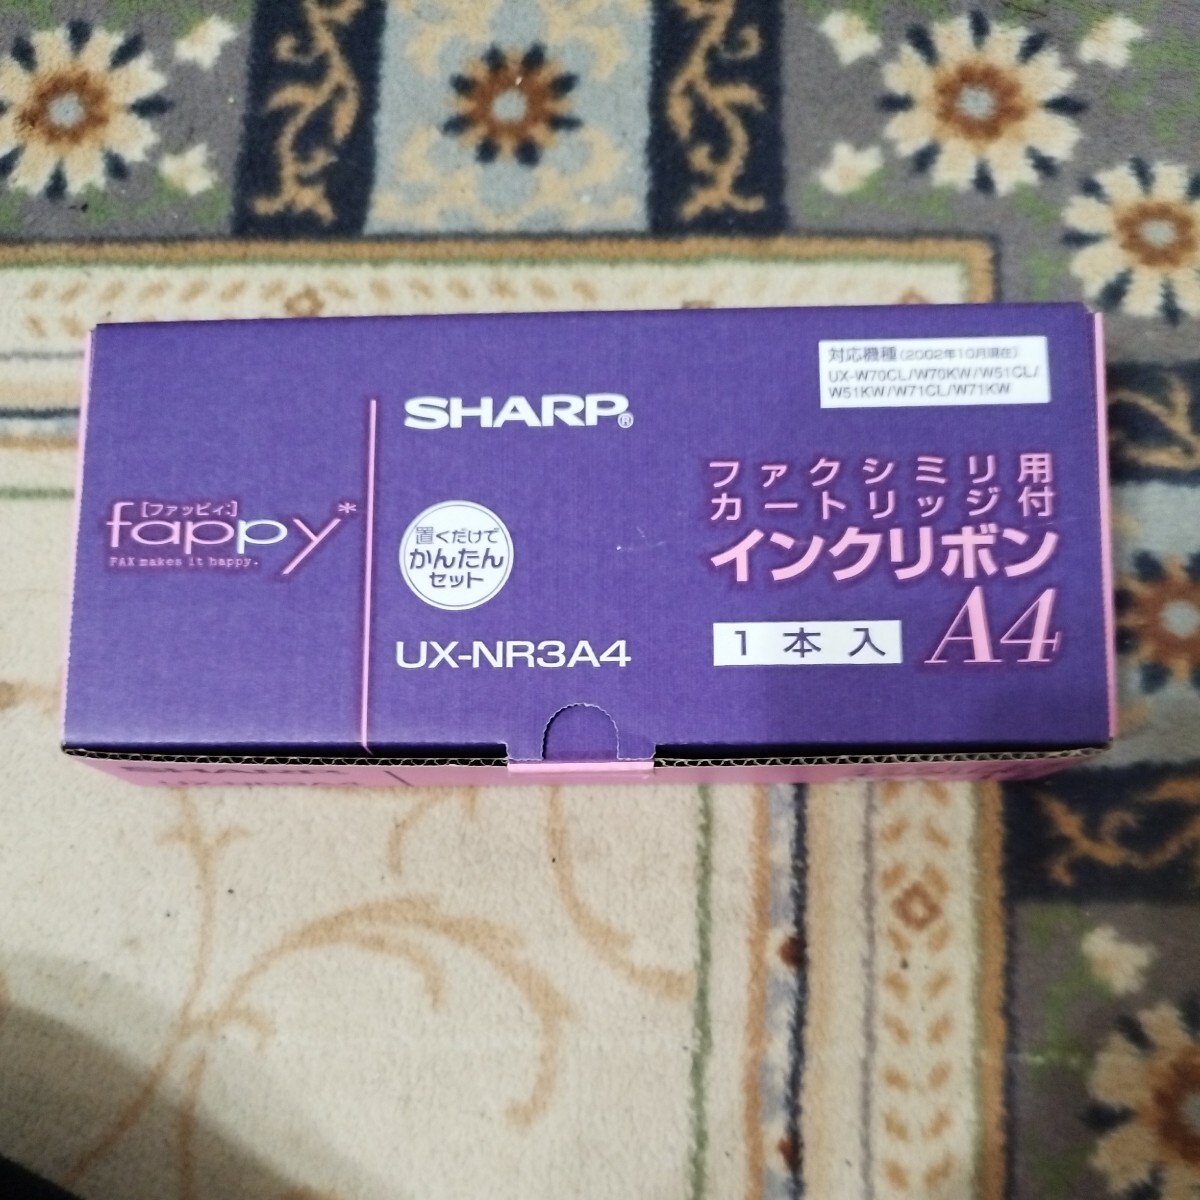 対応機種(2002年10月現在)
UX-W70CL/W70KW/W51CL/
W51KW/W71CL/W71KW
SHARP®
[ファッピィ:]
fappy*
FAX makes it happy.
置くだけで
かんたん
セット
ファクシミリ用
カートリッジ付
インクリボン
A4
1本入
UX-NR3A4
SHARP